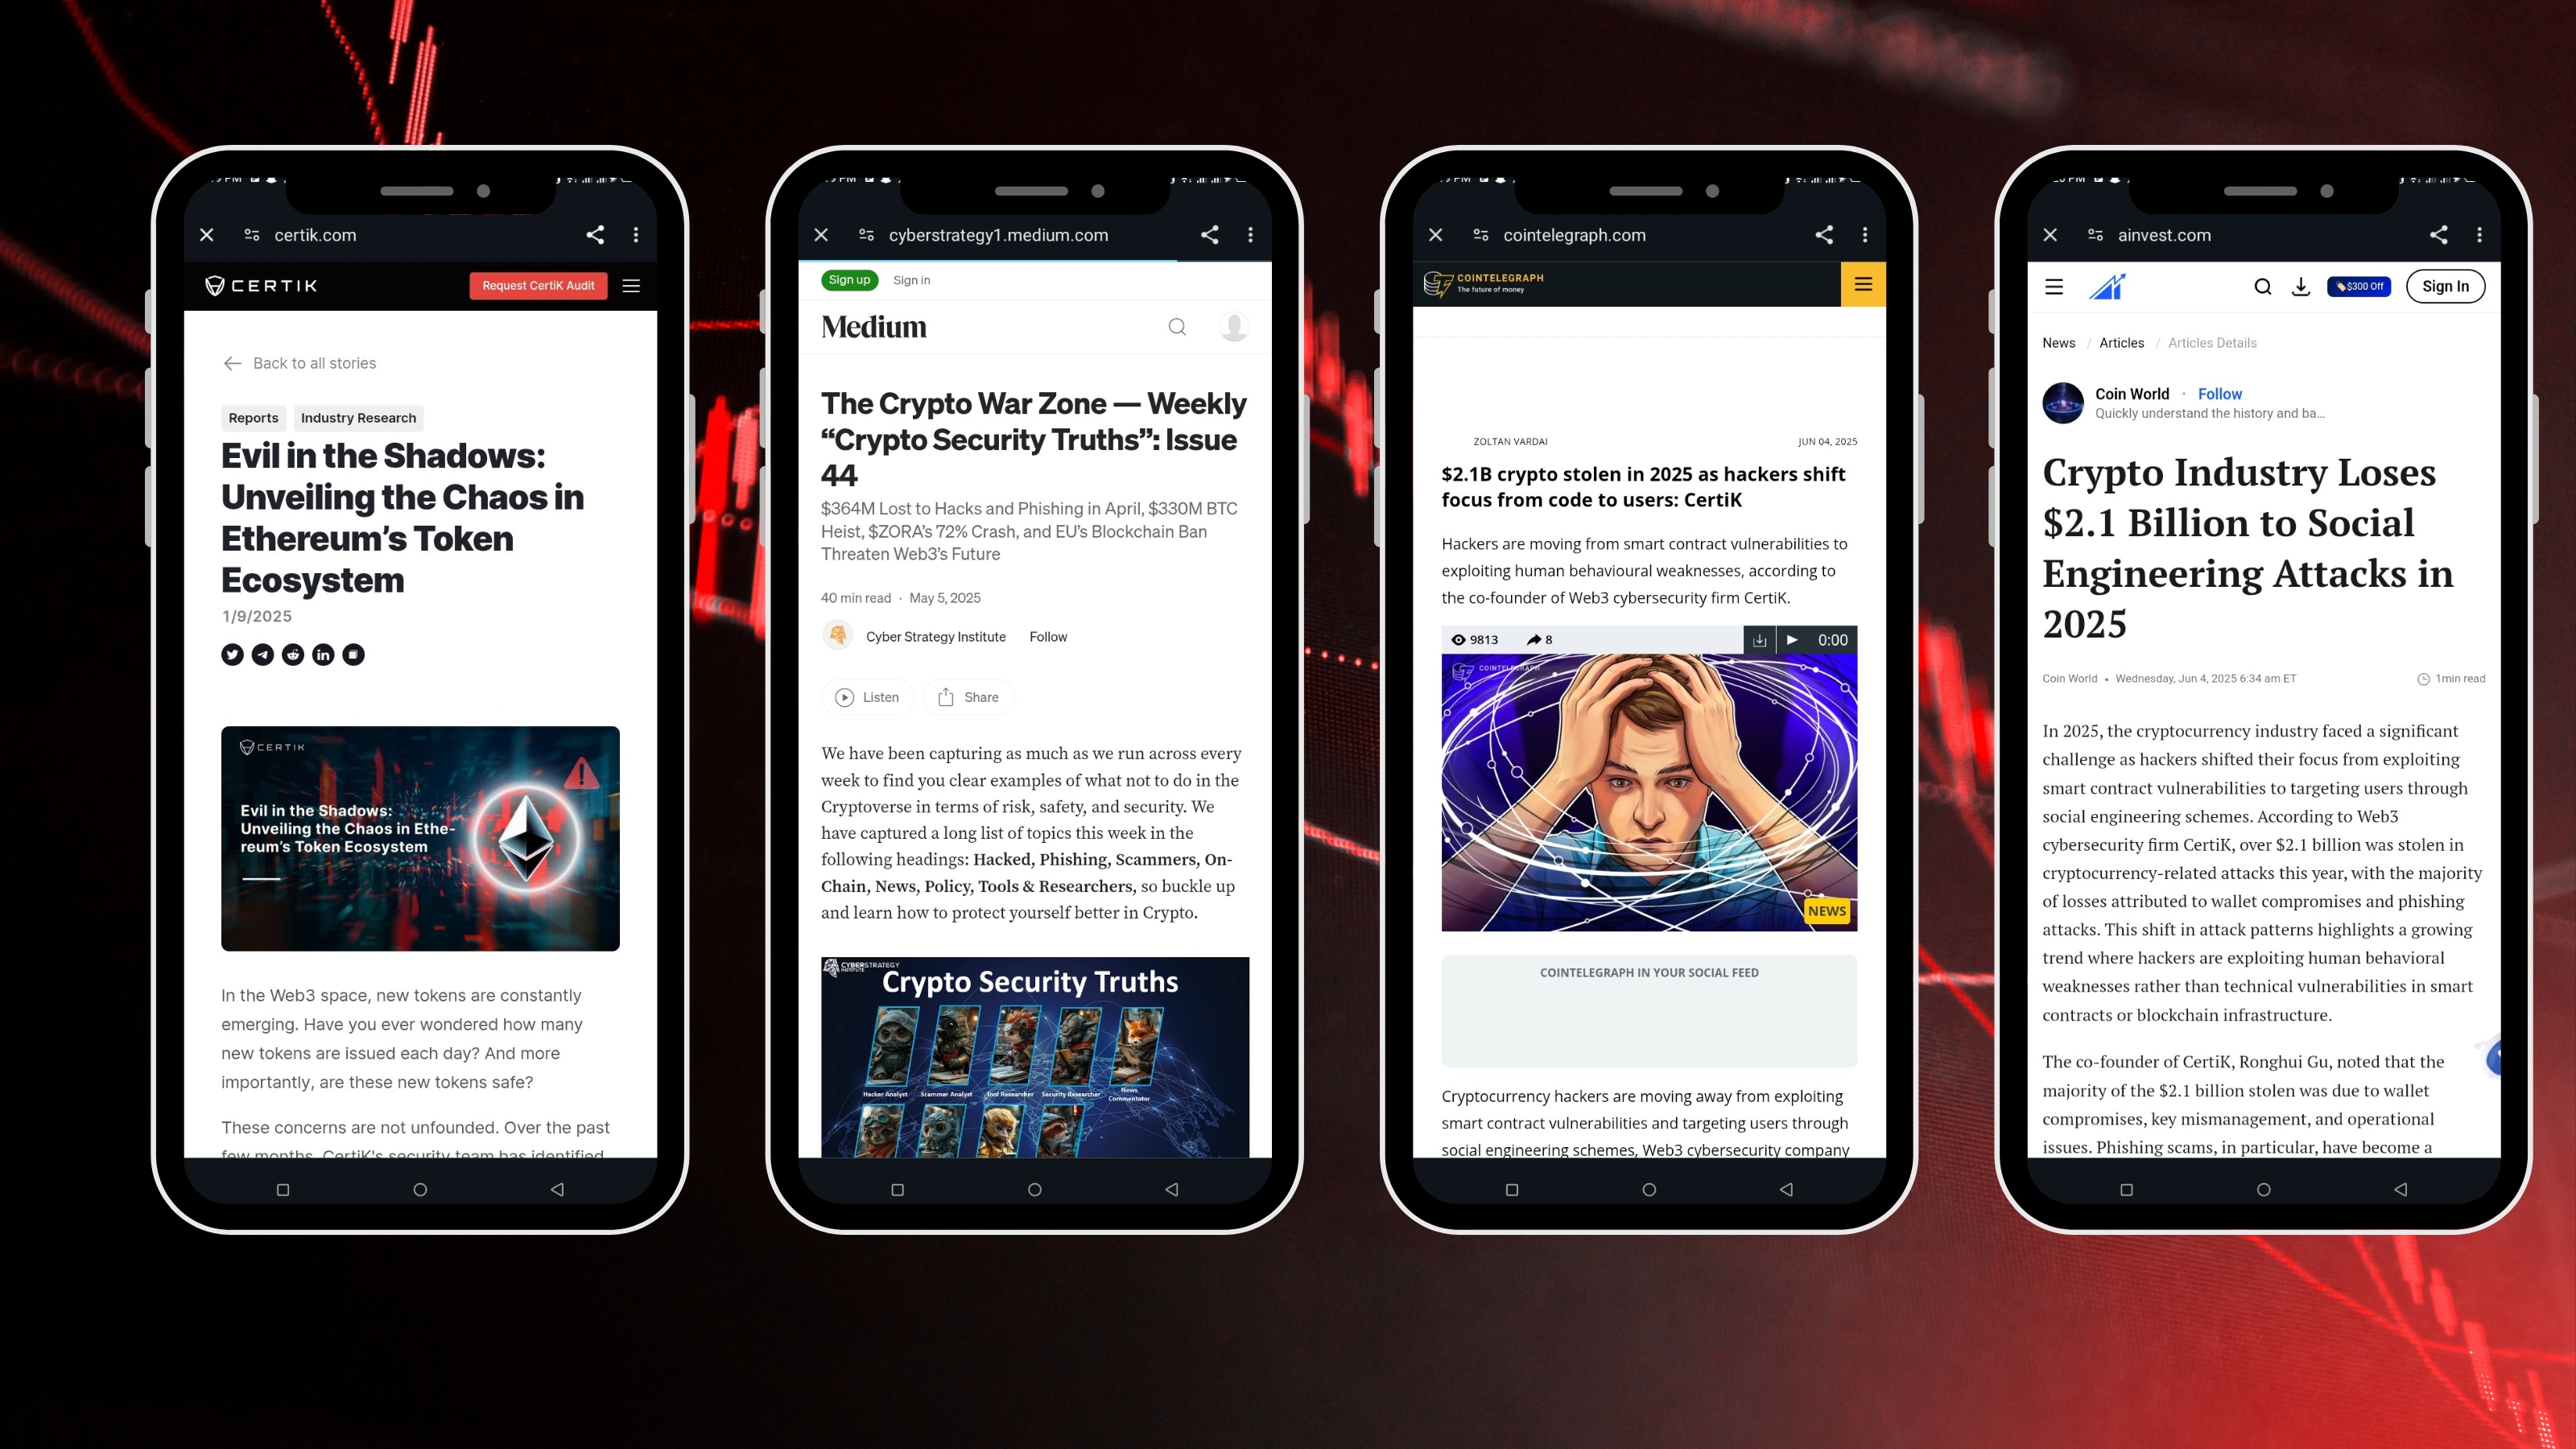 certik.com
CERTIK
Request CertiK Audit
Back to all stories
Reports
Industry Research
Evil in the Shadows:
Unveiling the Chaos in
Ethereum's Token
Ecosystem
1/9/2025
CERTIK
Evil in the Shadows:
Unveiling the Chaos in Ethe-
reum's Token Ecosystem
In the Web3 space, new tokens are constantly
emerging. Have you ever wondered how many
new tokens are issued each day? And more
importantly, are these new tokens safe?
These concerns are not unfounded. Over the past
few months, CertiK's security team has identified
cyberstrategy1.medium.com
Sign up
Sign in
Medium
The Crypto War Zone — Weekly
“Crypto Security Truths”: Issue
44
$364M Lost to Hacks and Phishing in April, $330M BTC
Heist, $ZORA’s 72% Crash, and EU’s Blockchain Ban
Threaten Web3’s Future
40 min read · May 5, 2025
Cyber Strategy Institute
Follow
Listen
Share
We have been capturing as much as we run across every
week to find you clear examples of what not to do in the
Cryptoverse in terms of risk, safety, and security. We
have captured a long list of topics this week in the
following headings: Hacked, Phishing, Scammers, On-
Chain, News, Policy, Tools & Researchers, so buckle up
and learn how to protect yourself better in Crypto.
CYBERSTRATEGY
INSTITUTE
Crypto Security Truths
Hacker Analyst
Scammer Analyst
Tool Researcher
Security Researcher
News
Commentator
cointelegraph.com
COINTELEGRAPH
The future of money
ZOLTAN VARDAI
JUN 04, 2025
$2.1B crypto stolen in 2025 as hackers shift
focus from code to users: CertiK
Hackers are moving from smart contract vulnerabilities to
exploiting human behavioural weaknesses, according to
the co-founder of Web3 cybersecurity firm CertiK.
9813
8
0:00
COINTELEGRAPH
NEWS
COINTELEGRAPH IN YOUR SOCIAL FEED
Cryptocurrency hackers are moving away from exploiting
smart contract vulnerabilities and targeting users through
social engineering schemes, Web3 cybersecurity company
ainvest.com
$300 Off
Sign In
News / Articles / Articles Details
Coin World · Follow
Quickly understand the history and ba...
Crypto Industry Loses
$2.1 Billion to Social
Engineering Attacks in
2025
Coin World • Wednesday, Jun 4, 2025 6:34 am ET
1min read
In 2025, the cryptocurrency industry faced a significant
challenge as hackers shifted their focus from exploiting
smart contract vulnerabilities to targeting users through
social engineering schemes. According to Web3
cybersecurity firm CertiK, over $2.1 billion was stolen in
cryptocurrency-related attacks this year, with the majority
of losses attributed to wallet compromises and phishing
attacks. This shift in attack patterns highlights a growing
trend where hackers are exploiting human behavioral
weaknesses rather than technical vulnerabilities in smart
contracts or blockchain infrastructure.
The co-founder of CertiK, Ronghui Gu, noted that the
majority of the $2.1 billion stolen was due to wallet
compromises, key mismanagement, and operational
issues. Phishing scams, in particular, have become a